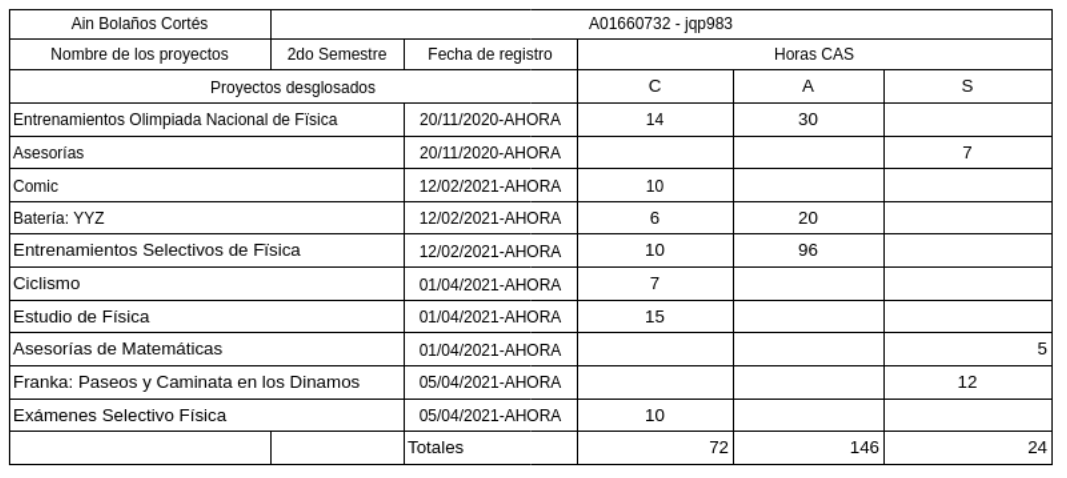 Ain Bolaños Cortés A01660732 - jqp983
Nombre de los proyectos 2do Semestre Fecha de registro Horas CAS
Proyectos desglosados C A S
Entrenamientos Olimpiada Nacional de Fïsica 20/11/2020-AHORA 14 30
Asesorías 20/11/2020-AHORA 7
Comic 12/02/2021-AHORA 10
Batería: YYZ 12/02/2021-AHORA 6 20
Entrenamientos Selectivos de Fïsica 12/02/2021-AHORA 10 96
Ciclismo 01/04/2021-AHORA 7
Estudio de Física 01/04/2021-AHORA 15
Asesorías de Matemáticas 01/04/2021-AHORA 5
Franka: Paseos y Caminata en los Dinamos 05/04/2021-AHORA 12
Exámenes Selectivo Física 05/04/2021-AHORA 10
Totales 72 146 24